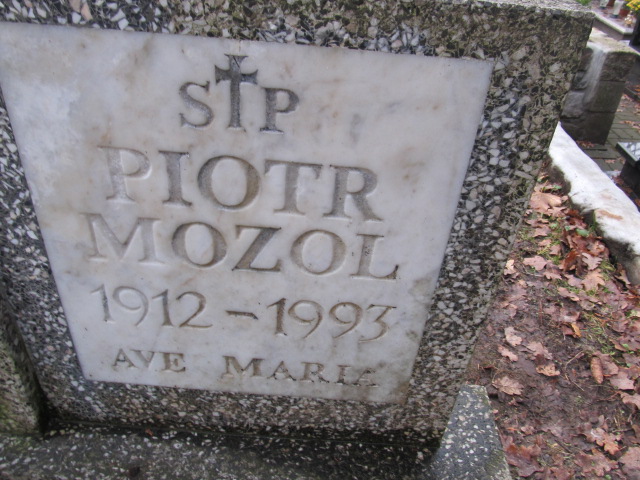 S✝P
PIOTR
MOZOL
1912-1993
AVE MARIA